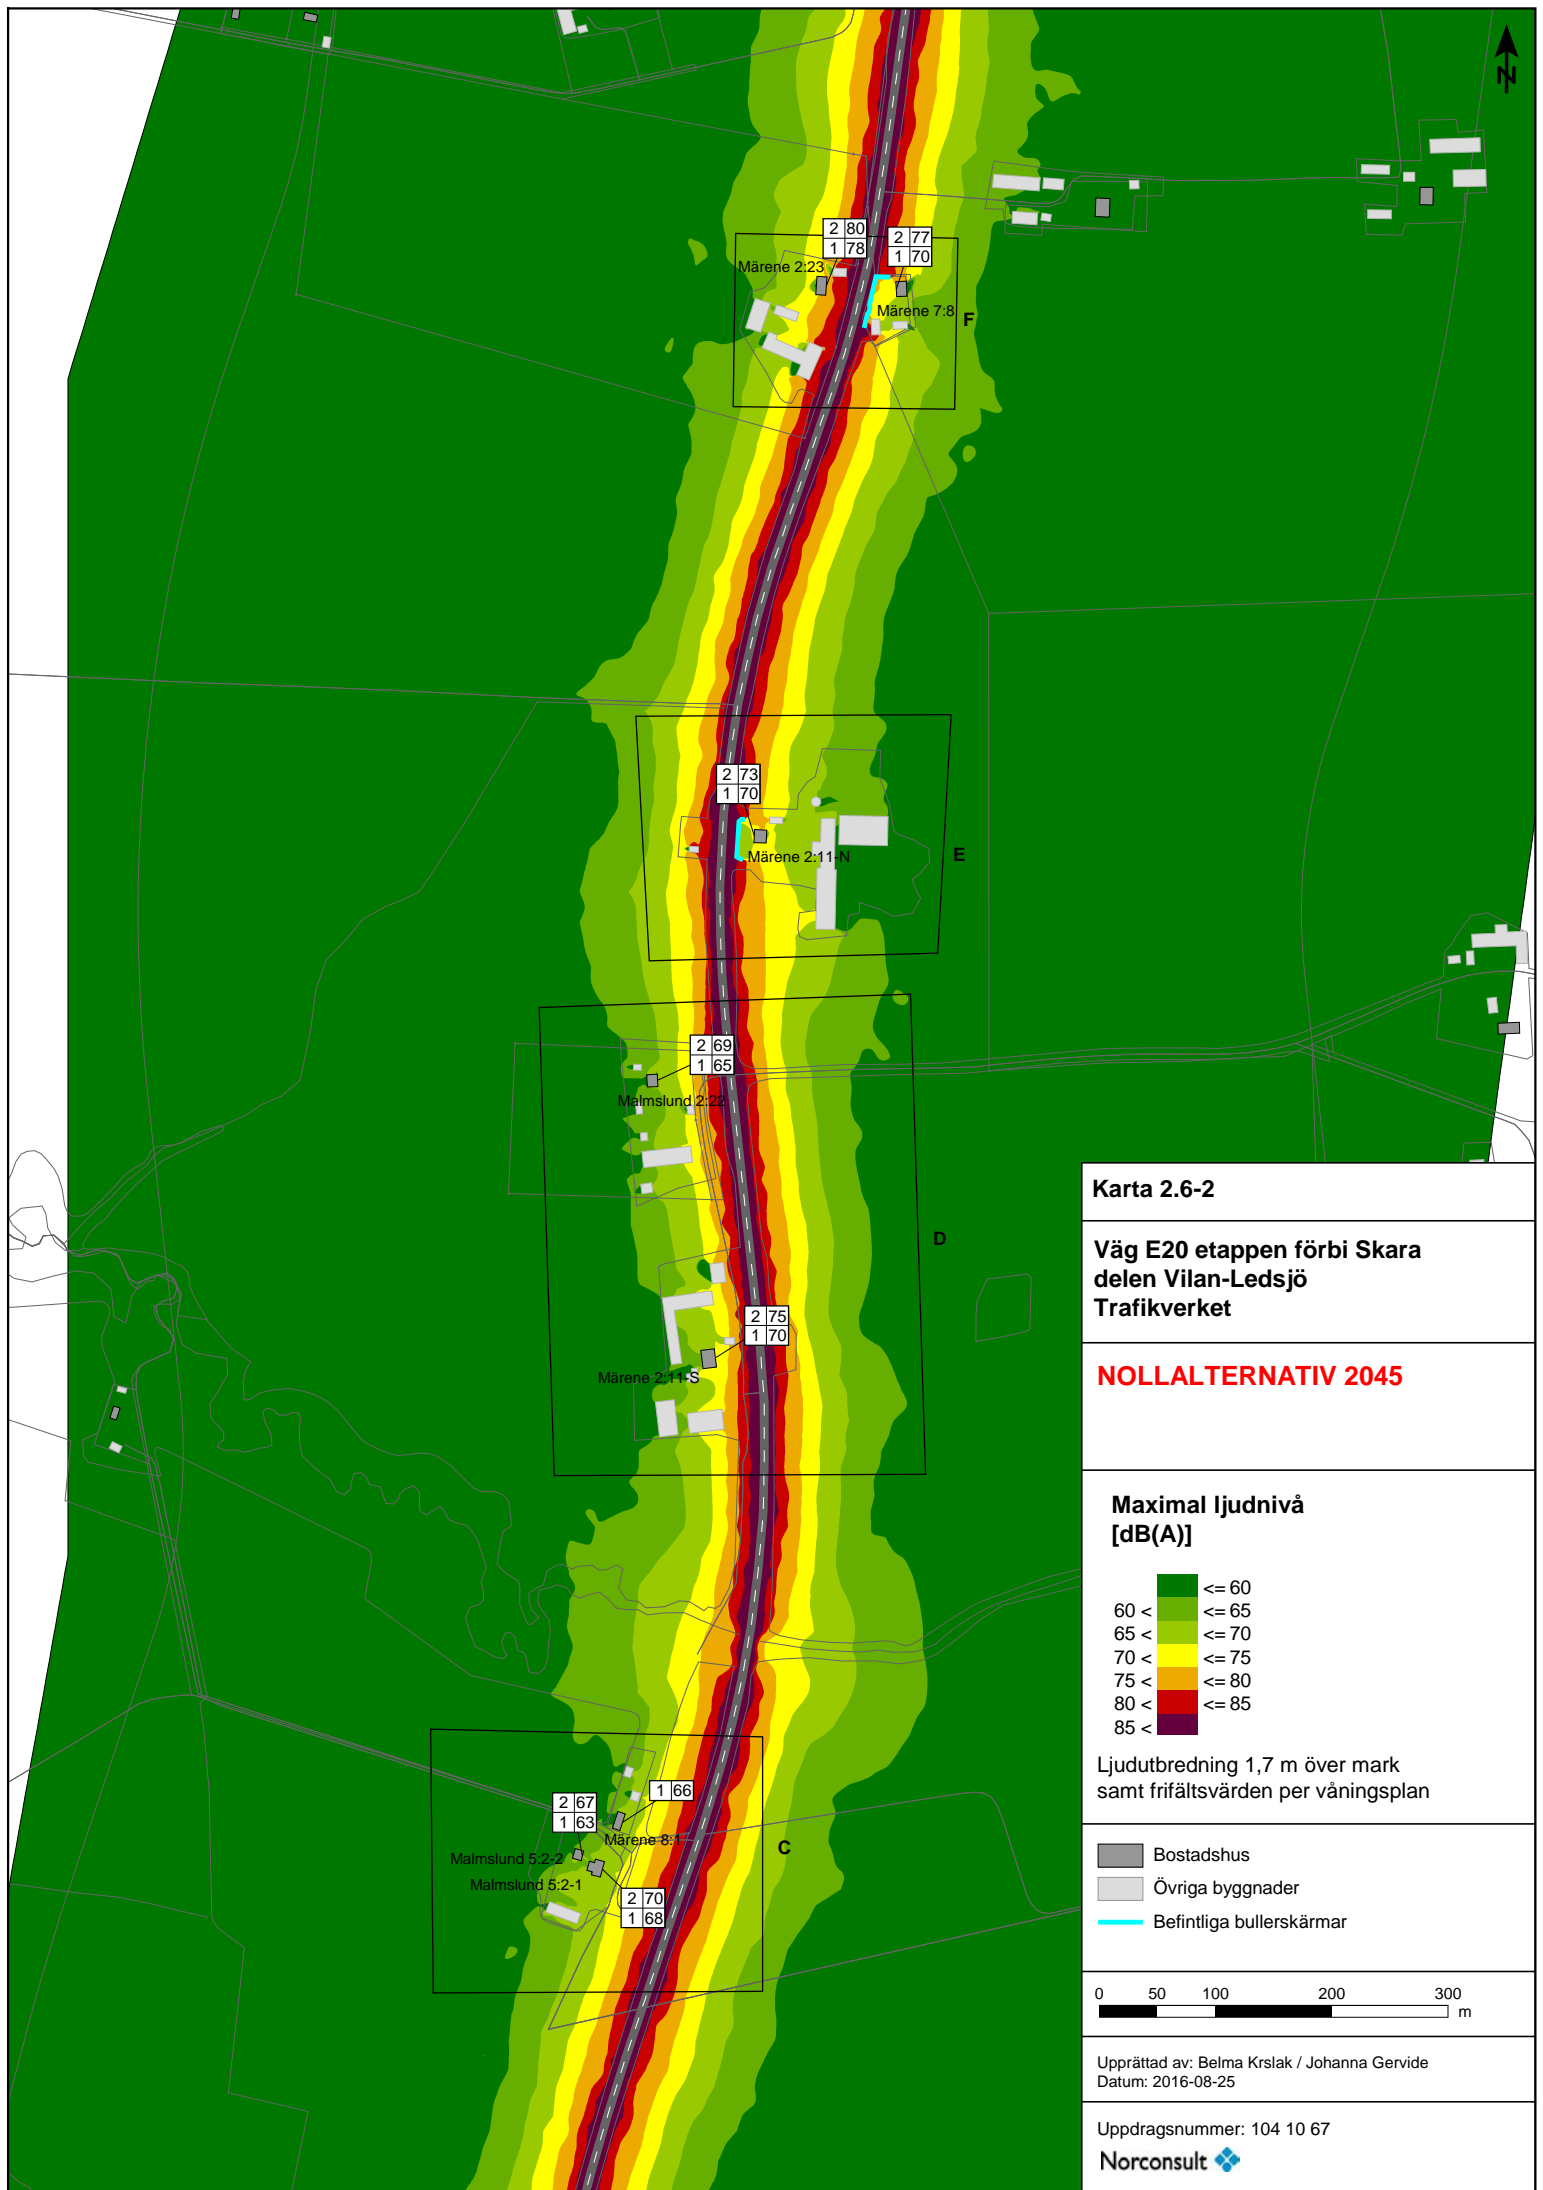 N
2 80
1 78
2 77
1 70
Märene 2:23
Märene 7:8
F
2 73
1 70
Märene 2:11-N
E
2 69
1 65
Malmslund 2:22
D
2 75
1 70
Märene 2:11-S
1 66
2 67
1 63
Märene 8:1
Malmslund 5:2-2
Malmslund 5:2-1
C
2 70
1 68
Karta 2.6-2
Väg E20 etappen förbi Skara
delen Vilan-Ledsjö
Trafikverket
NOLLALTERNATIV 2045
Maximal ljudnivå
[dB(A)]
<= 60
60 < <= 65
65 < <= 70
70 < <= 75
75 < <= 80
80 < <= 85
85 <
Ljudutbredning 1,7 m över mark
samt frifältsvärden per våningsplan
Bostadshus
Övriga byggnader
Befintliga bullerskärmar
0 50 100 200 300
m
Upprättad av: Belma Krslak / Johanna Gervide
Datum: 2016-08-25
Uppdragsnummer: 104 10 67
Norconsult